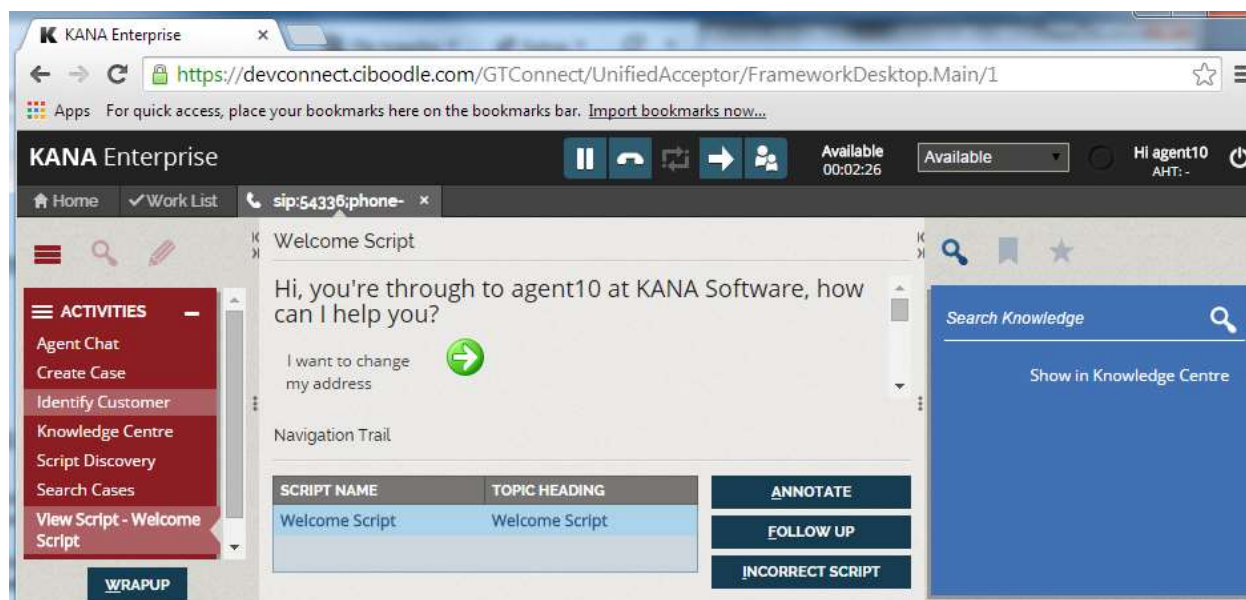 KANA Enterprise
https://devconnect.ciboodle.com/GTConnect/UnifiedAcceptor/FrameworkDesktop.Main/1
Apps For quick access, place your bookmarks here on the bookmarks bar. Import bookmarks now...
KANA Enterprise
Available
00:02:26
Available
Hi agent10
AHT: -
Home
Work List
sip:54336;phone-
Welcome Script
Hi, you're through to agent10 at KANA Software, how
can I help you?
I want to change
my address
Navigation Trail
SCRIPT NAME TOPIC HEADING
Welcome Script Welcome Script
ANNOTATE
FOLLOW UP
INCORRECT SCRIPT
ACTIVITIES
Agent Chat
Create Case
Identify Customer
Knowledge Centre
Script Discovery
Search Cases
View Script - Welcome
Script
WRAPUP
Search Knowledge
Show in Knowledge Centre